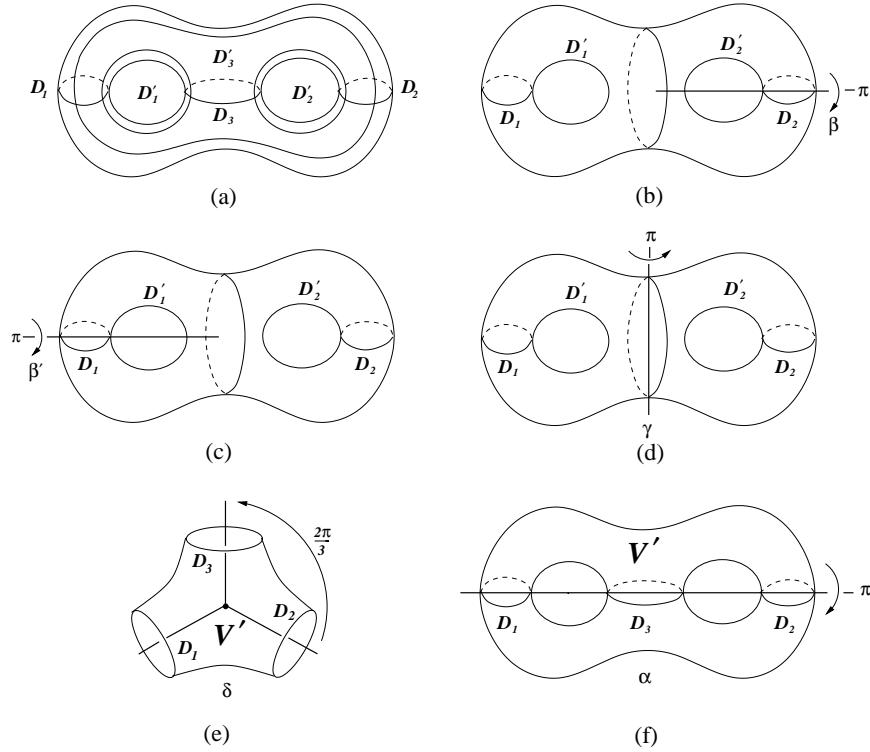 D′₃
D₁ D′₁ D′₂ D₂
D₃
(a)
D′₁ D′₂
D₁ D₂ -π
β
(b)
D′₁ D′₂
π
β′ D₁ D₂
(c)
π
D′₁ D′₂
D₁ D₂
γ
(d)
2π/3
D₃
D₂
V′
D₁
δ
(e)
V′
-π
D₁ D₃ D₂
α
(f)